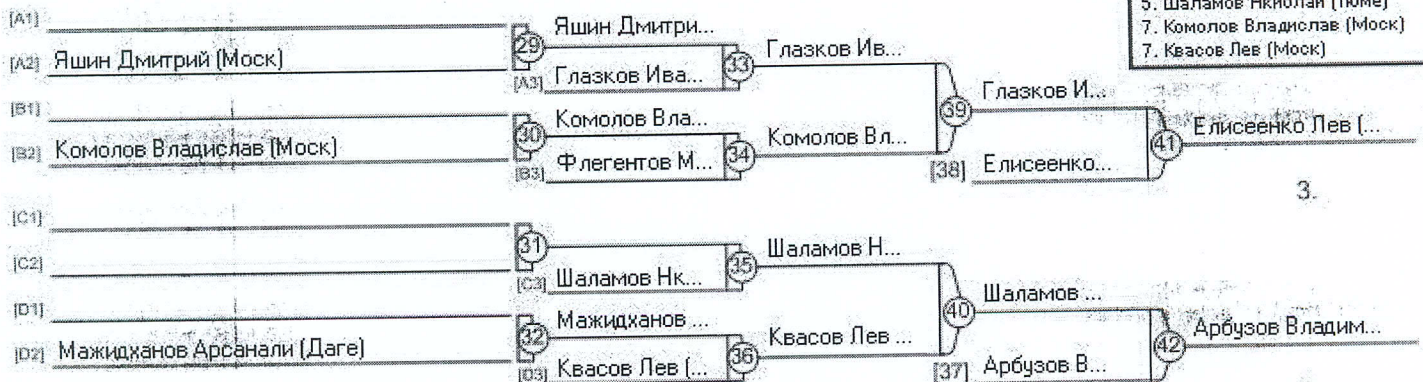 5. Шаламов Нкиолай (Тюме)
7. Комолов Владислав (Моск)
7. Квасов Лев (Моск)
[A1]
[A2] Яшин Дмитрий (Моск)
29
Яшин Дмитри...
[A3] Глазков Ива...
33
Глазков Ив...
[B1]
[B2] Комолов Владислав (Моск)
30
Комолов Вла...
[B3] Флегентов М...
34
Комолов Вл...
39
Глазков И...
[38] Елисеенко...
41
Елисеенко Лев (...
3.
[C1]
[C2]
31
[C3] Шаламов Нк...
35
Шаламов Н...
[D1]
[D2] Мажидханов Арсанали (Даге)
32
Мажидханов ...
[D3] Квасов Лев (...
36
Квасов Лев ...
40
Шаламов ...
[37] Арбузов В...
42
Арбузов Владим...